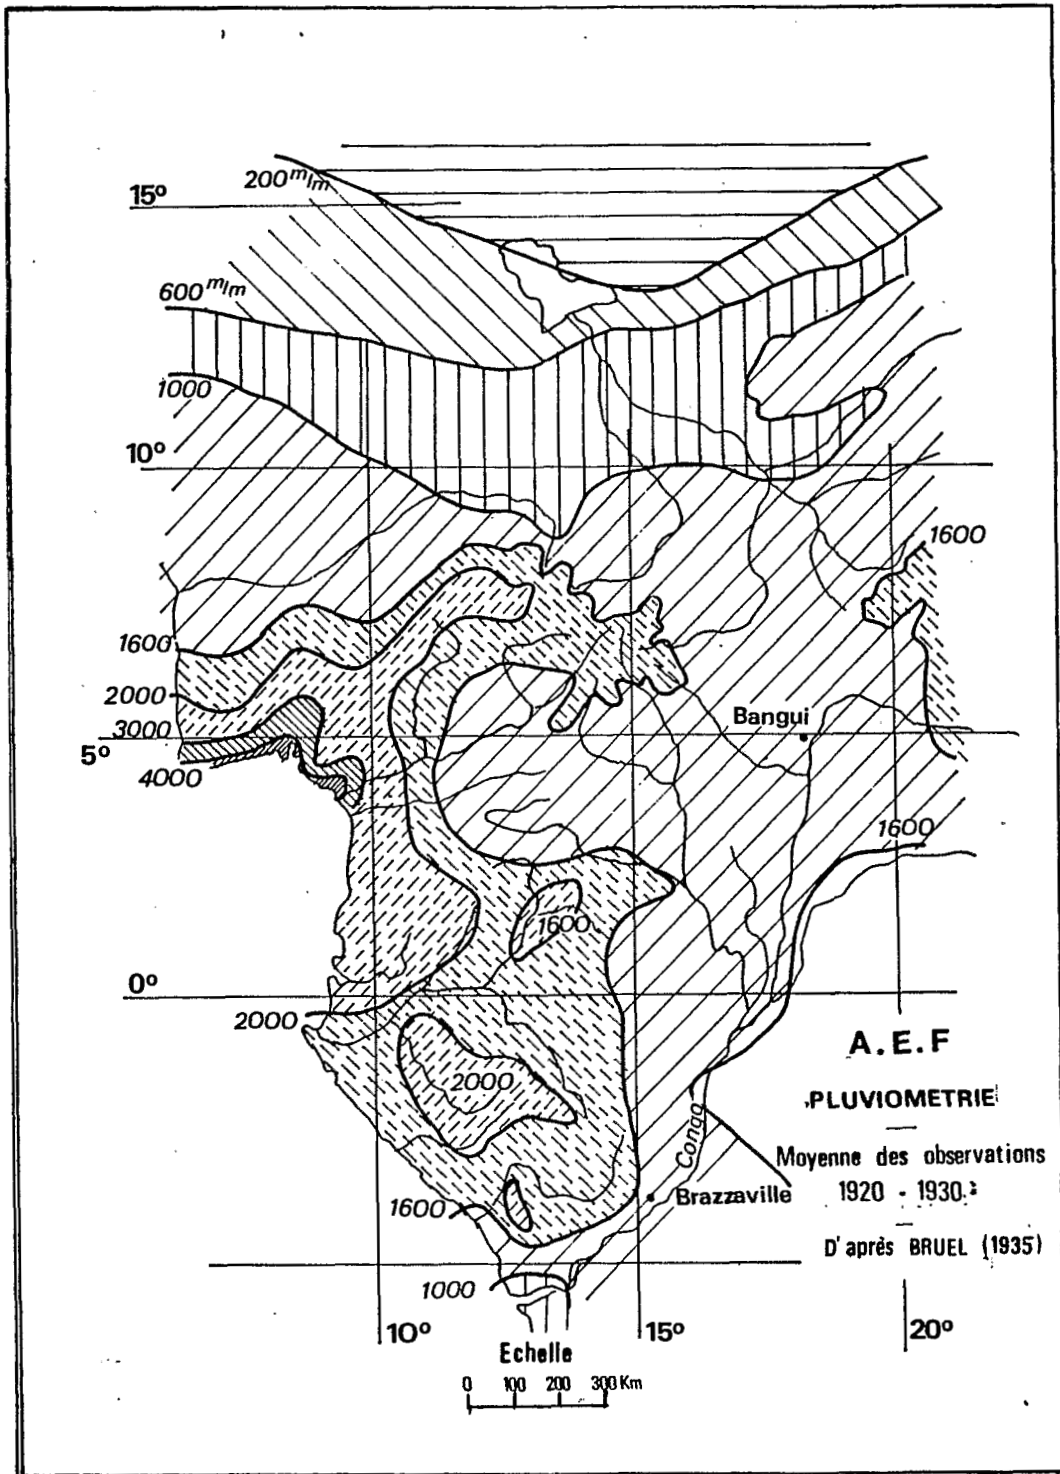 200 m/m
15°
600 m/m
1000
10°
1600
1600
2000
Bangui
3000
5°
4000
1600
1600
0°
2000
A.E.F
2000
PLUVIOMETRIE
Congo
Moyenne des observations
Brazzaville
1920 - 1930.
1600
D'après BRUEL (1935)
1000
10°
15°
20°
Echelle
0 100 200 300 Km